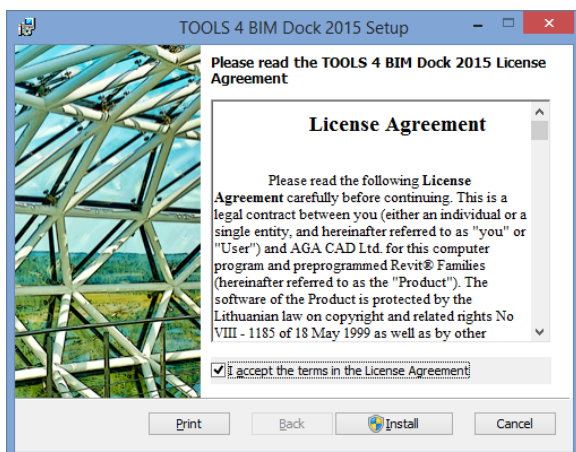 TOOLS 4 BIM Dock 2015 Setup
Please read the TOOLS 4 BIM Dock 2015 License
Agreement
License Agreement
Please read the following License
Agreement carefully before continuing. This is a
legal contract between you (either an individual or a
single entity, and hereinafter referred to as "you" or
"User") and AGA CAD Ltd. for this computer
program and preprogrammed Revit® Families
(hereinafter referred to as the "Product"). The
software of the Product is protected by the
Lithuanian law on copyright and related rights No
VIII - 1185 of 18 May 1999 as well as by other
I accept the terms in the License Agreement
Print Back Install Cancel